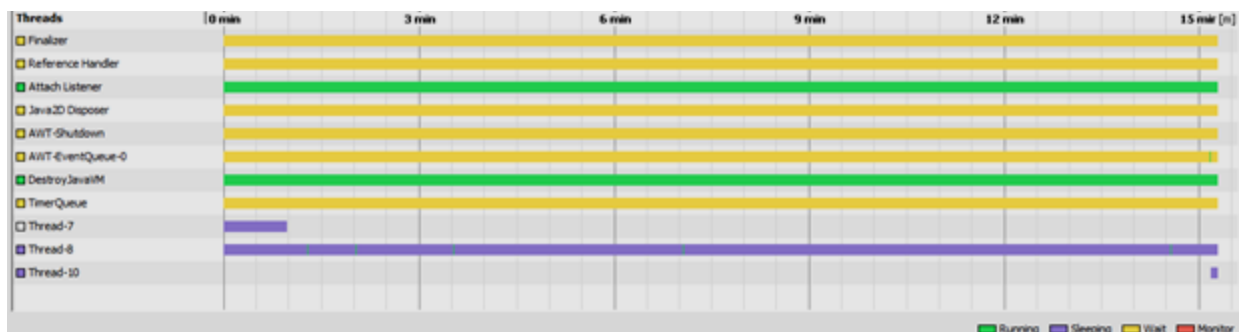 Threads 0 min 3 min 6 min 9 min 12 min 15 min [m]
Finalizer
Reference Handler
Attach Listener
Java2D Disposer
AWT-Shutdown
AWT-EventQueue-0
DestroyJavaVM
TimerQueue
Thread-7
Thread-8
Thread-10
Running Sleeping Wait Monitor